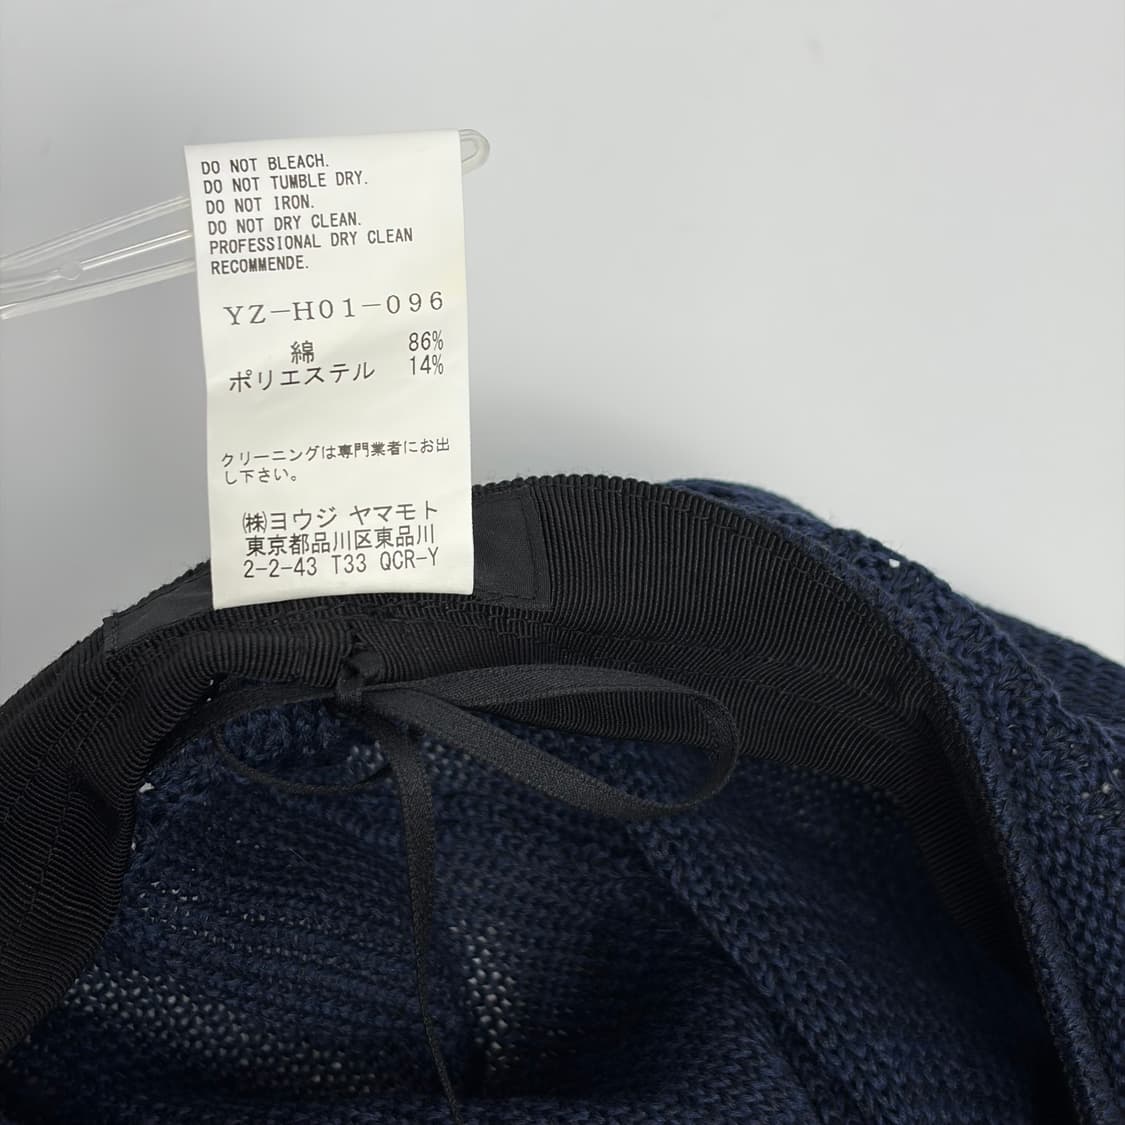 DO NOT BLEACH.
DO NOT TUMBLE DRY.
DO NOT IRON.
DO NOT DRY CLEAN.
PROFESSIONAL DRY CLEAN
RECOMMENDE.
YZ-H01-096
綿 86%
ポリエステル 14%
クリーニングは専門業者にお出
し下さい。
㈱ヨウジ ヤマモト
東京都品川区東品川
2-2-43 T33 QCR-Y